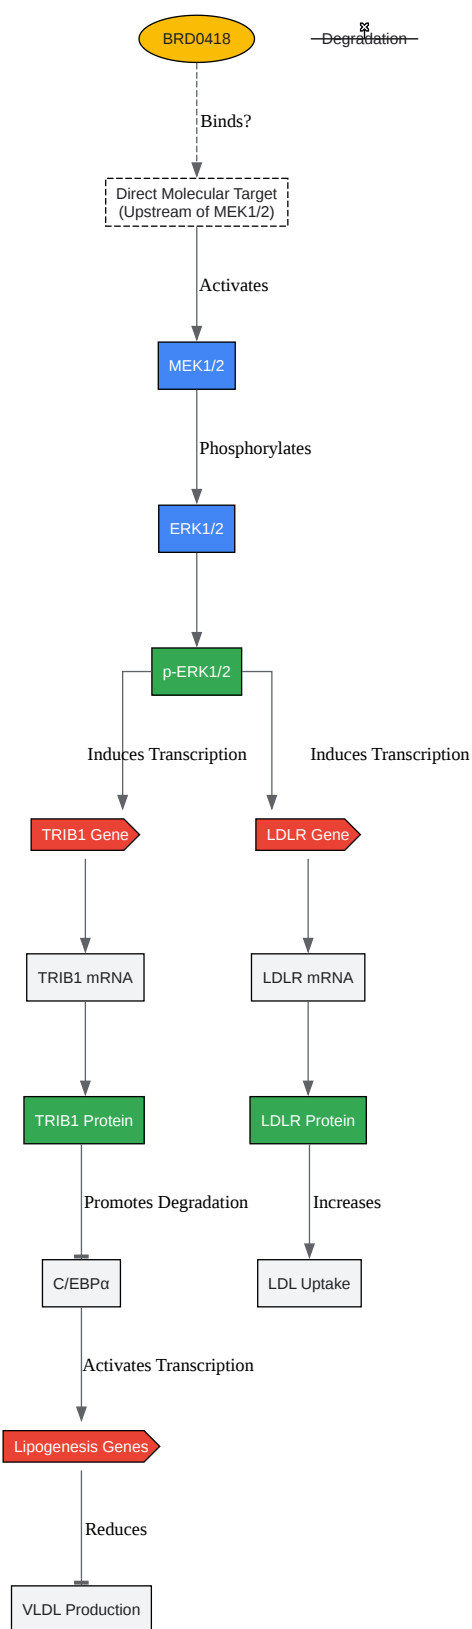 BRD0418
Degradation
Binds?
Direct Molecular Target
(Upstream of MEK1/2)
Activates
MEK1/2
Phosphorylates
ERK1/2
p-ERK1/2
Induces Transcription
Induces Transcription
TRIB1 Gene
LDLR Gene
TRIB1 mRNA
LDLR mRNA
TRIB1 Protein
LDLR Protein
Promotes Degradation
Increases
C/EBPα
LDL Uptake
Activates Transcription
Lipogenesis Genes
Reduces
VLDL Production